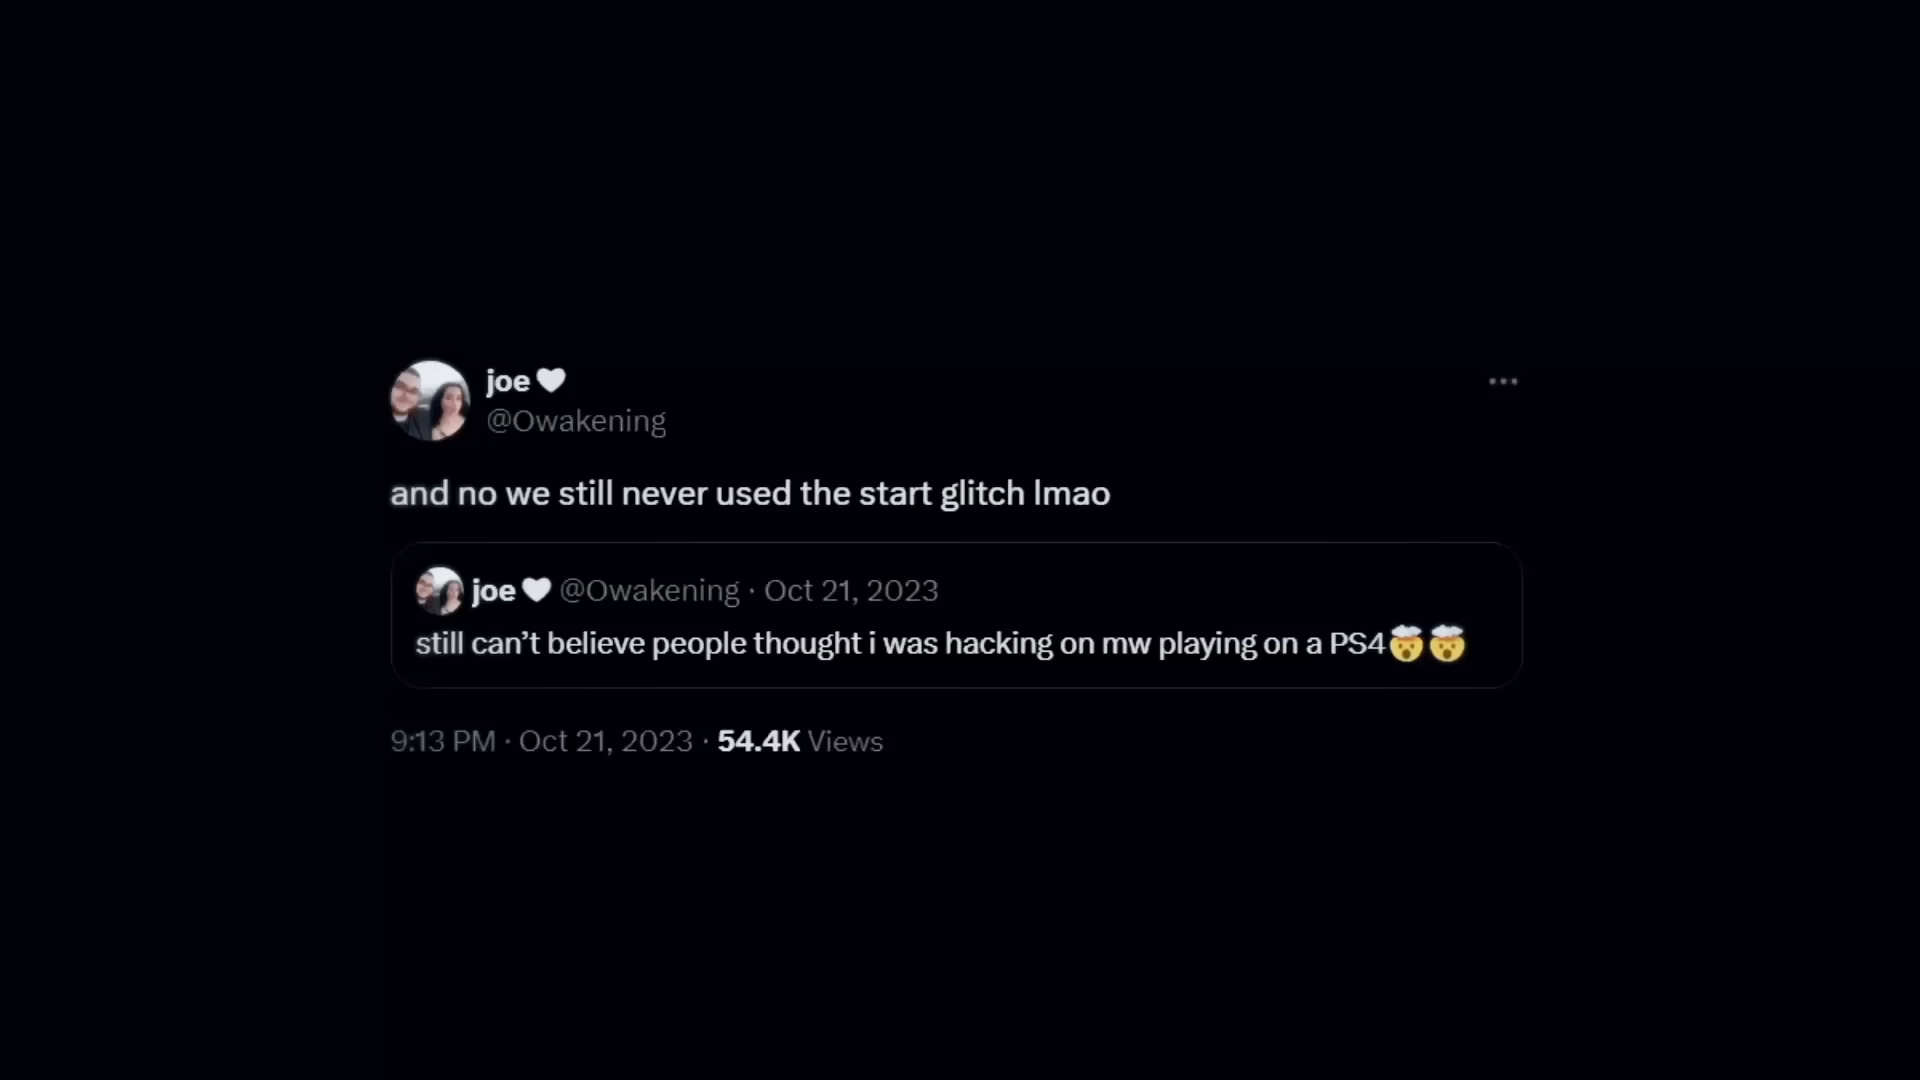 joe🤍
@Owakening
and no we still never used the start glitch lmao
joe🤍 @Owakening · Oct 21, 2023
still can’t believe people thought i was hacking on mw playing on a PS4🤯🤯
9:13 PM · Oct 21, 2023 · 54.4K Views